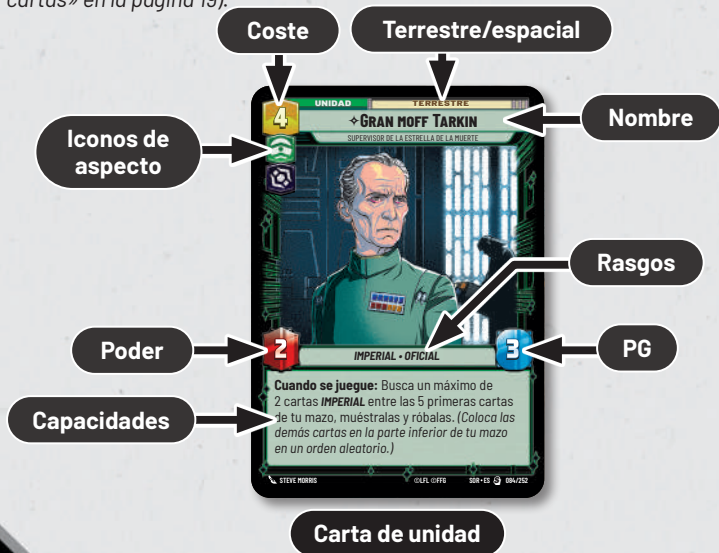 cartas» en la página 19).
Coste
Terrestre/espacial
UNIDAD
TERRESTRE
4
GRAN MOFF TARKIN
Nombre
SUPERVISOR DE LA ESTRELLA DE LA MUERTE
Iconos de
aspecto
Rasgos
Poder
2
IMPERIAL • OFICIAL
3
PG
Cuando se juegue: Busca un máximo de
2 cartas IMPERIAL entre las 5 primeras cartas
de tu mazo, muéstralas y róbalas. (Coloca las
demás cartas en la parte inferior de tu mazo
en un orden aleatorio.)
Capacidades
STEVE MORRIS
©LFL ©FFG
SOR•ES
084/252
Carta de unidad